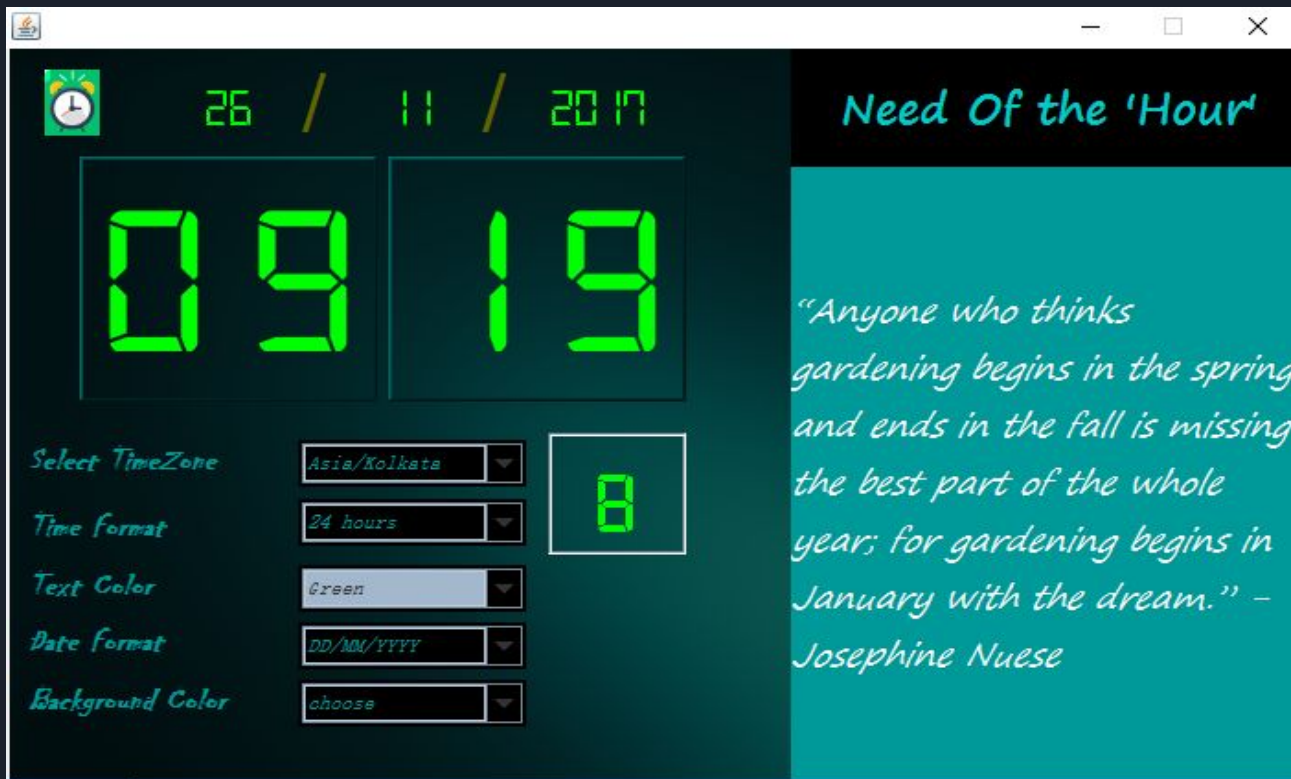 26 / 11 / 2017
Need Of the 'Hour'
09 19
“Anyone who thinks
gardening begins in the spring
and ends in the fall is missing
the best part of the whole
year; for gardening begins in
January with the dream.” –
Josephine Nuese
Select TimeZone
Asia/Kolkata
8
Time Format
24 hours
Text Color
Green
Date Format
DD/MM/YYYY
Background Color
choose